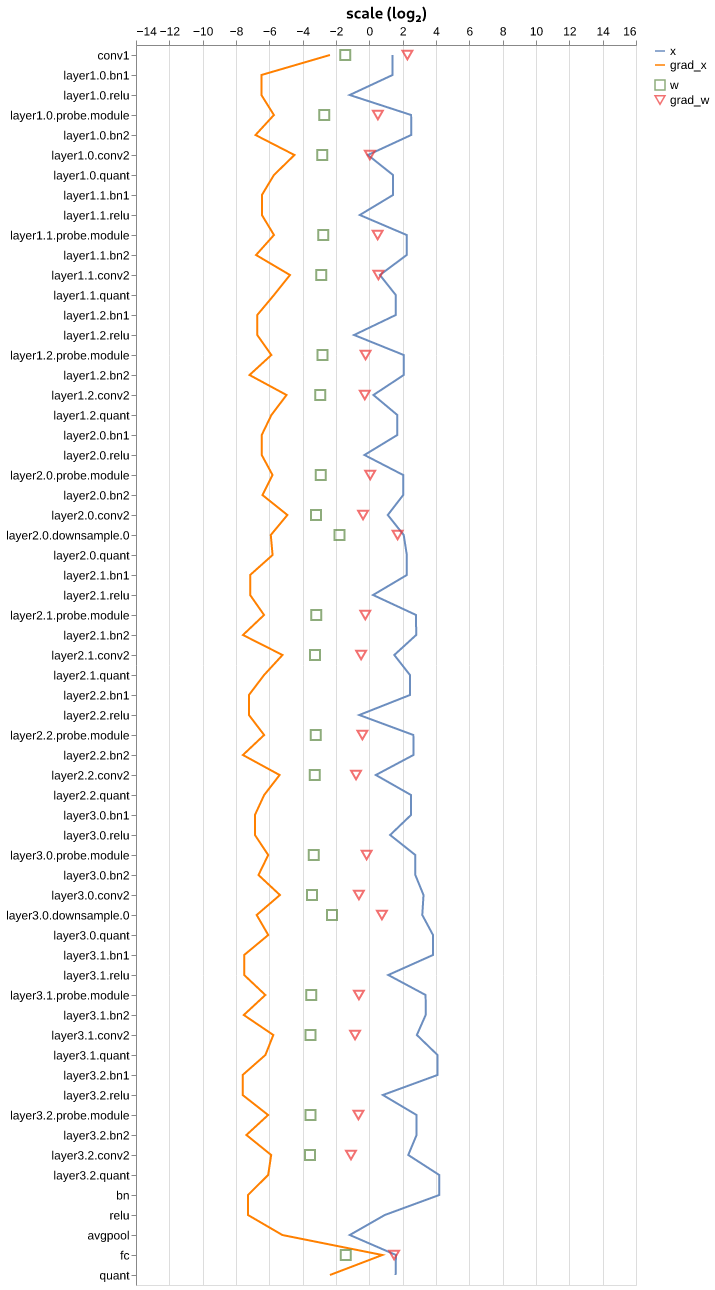 scale (log₂)
−14 −12 −10 −8 −6 −4 −2 0 2 4 6 8 10 12 14 16
x
grad_x
w
grad_w
conv1
layer1.0.bn1
layer1.0.relu
layer1.0.probe.module
layer1.0.bn2
layer1.0.conv2
layer1.0.quant
layer1.1.bn1
layer1.1.relu
layer1.1.probe.module
layer1.1.bn2
layer1.1.conv2
layer1.1.quant
layer1.2.bn1
layer1.2.relu
layer1.2.probe.module
layer1.2.bn2
layer1.2.conv2
layer1.2.quant
layer2.0.bn1
layer2.0.relu
layer2.0.probe.module
layer2.0.bn2
layer2.0.conv2
layer2.0.downsample.0
layer2.0.quant
layer2.1.bn1
layer2.1.relu
layer2.1.probe.module
layer2.1.bn2
layer2.1.conv2
layer2.1.quant
layer2.2.bn1
layer2.2.relu
layer2.2.probe.module
layer2.2.bn2
layer2.2.conv2
layer2.2.quant
layer3.0.bn1
layer3.0.relu
layer3.0.probe.module
layer3.0.bn2
layer3.0.conv2
layer3.0.downsample.0
layer3.0.quant
layer3.1.bn1
layer3.1.relu
layer3.1.probe.module
layer3.1.bn2
layer3.1.conv2
layer3.1.quant
layer3.2.bn1
layer3.2.relu
layer3.2.probe.module
layer3.2.bn2
layer3.2.conv2
layer3.2.quant
bn
relu
avgpool
fc
quant